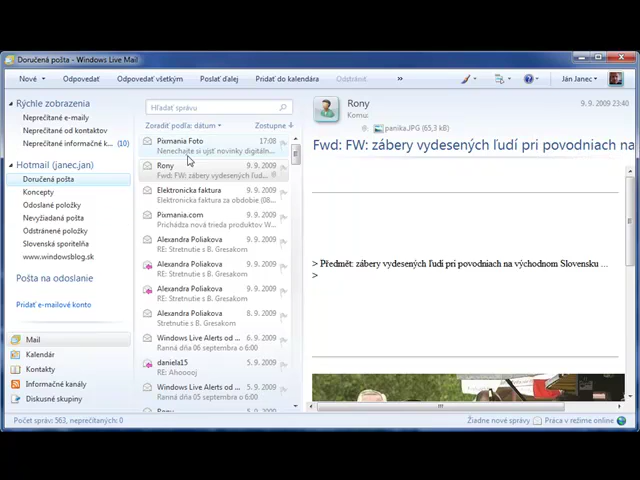 Doručená pošta - Windows Live Mail
Nové Odpovedať Odpovedať všetkým Poslať ďalej Pridať do kalendára Odstrániť » Ján Janec
Rýchle zobrazenia
Neprečítané e-maily
Neprečítané od kontaktov
Neprečítané informačné k... (10)
Hotmail (janec.jan)
Doručená pošta
Koncepty
Odoslané položky
Nevyžiadaná pošta
Odstránené položky
Slovenská sporiteľňa
www.windowsblog.sk
Pošta na odoslanie
Pridať e-mailové konto
Mail
Kalendár
Kontakty
Informačné kanály
Diskusné skupiny
Hľadať správu
Zoradiť podľa: dátum Zostupne
Pixmania Foto 17:08
Nenechajte si ujsť novinky digitáln...
Rony 9. 9. 2009
Fwd: FW: zábery vydesených ľudí...
Elektronicka faktura 9. 9. 2009
Elektronicka faktura za obdobie (08...
Pixmania.com 9. 9. 2009
Prichádza nová trieda produktov W...
Alexandra Poliakova 9. 9. 2009
RE: Stretnutie s B. Gresakom
Alexandra Poliakova 9. 9. 2009
RE: Stretnutie s B. Gresakom
Alexandra Poliakova 9. 9. 2009
RE: Stretnutie s B. Gresakom
Alexandra Poliakova 8. 9. 2009
Stretnutie s B. Gresakom
Windows Live Alerts od ... 6. 9. 2009
Ranná dňa 06 septembra o 6:00
daniela15 5. 9. 2009
RE: Ahooooj
Windows Live Alerts od ... 5. 9. 2009
Ranná dňa 05 septembra o 6:00
Rony 5. 9. 2009
Rony 9. 9. 2009 23:40
Komu:
panika.JPG (65,3 kB)
Fwd: FW: zábery vydesených ľudí pri povodniach na
> Předmět: zábery vydesených ľudí pri povodniach na východnom Slovensku ...
>
Počet správ: 563, neprečítaných: 0 Žiadne nové správy Práca v režime online